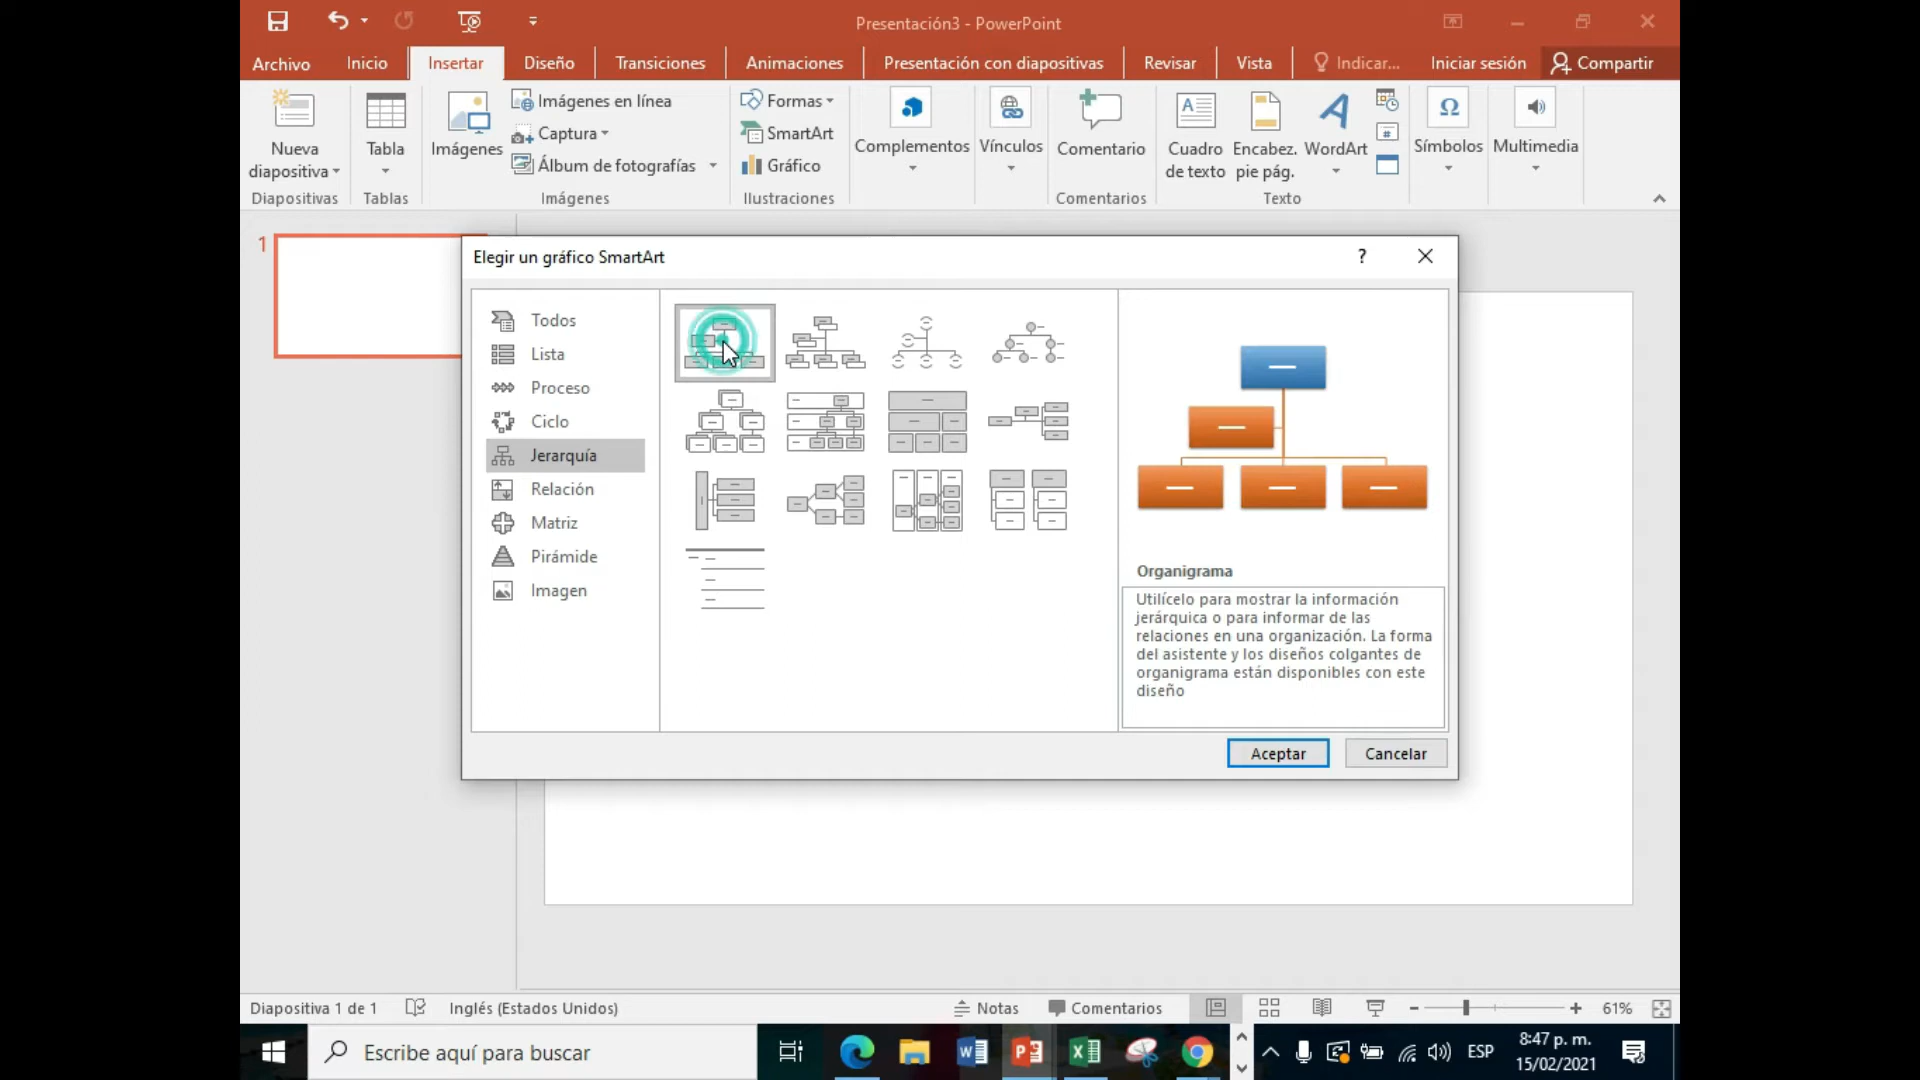 Presentación3 - PowerPoint
Archivo Inicio Insertar Diseño Transiciones Animaciones Presentación con diapositivas Revisar Vista Indicar... Iniciar sesión Compartir
Nueva diapositiva
Diapositivas
Tabla
Tablas
Imágenes
Imágenes en línea
Captura
Álbum de fotografías
Imágenes
Formas
SmartArt
Gráfico
Ilustraciones
Complementos
Vínculos
Comentario
Comentarios
Cuadro de texto
Encabez. pie pág.
WordArt
Texto
Símbolos
Multimedia
1
Elegir un gráfico SmartArt
?
Todos
Lista
Proceso
Ciclo
Jerarquía
Relación
Matriz
Pirámide
Imagen
Organigrama
Utilícelo para mostrar la información
jerárquica o para informar de las
relaciones en una organización. La forma
del asistente y los diseños colgantes de
organigrama están disponibles con este
diseño
Aceptar Cancelar
Diapositiva 1 de 1 Inglés (Estados Unidos) Notas Comentarios 61%
Escribe aquí para buscar
ESP
8:47 p. m.
15/02/2021